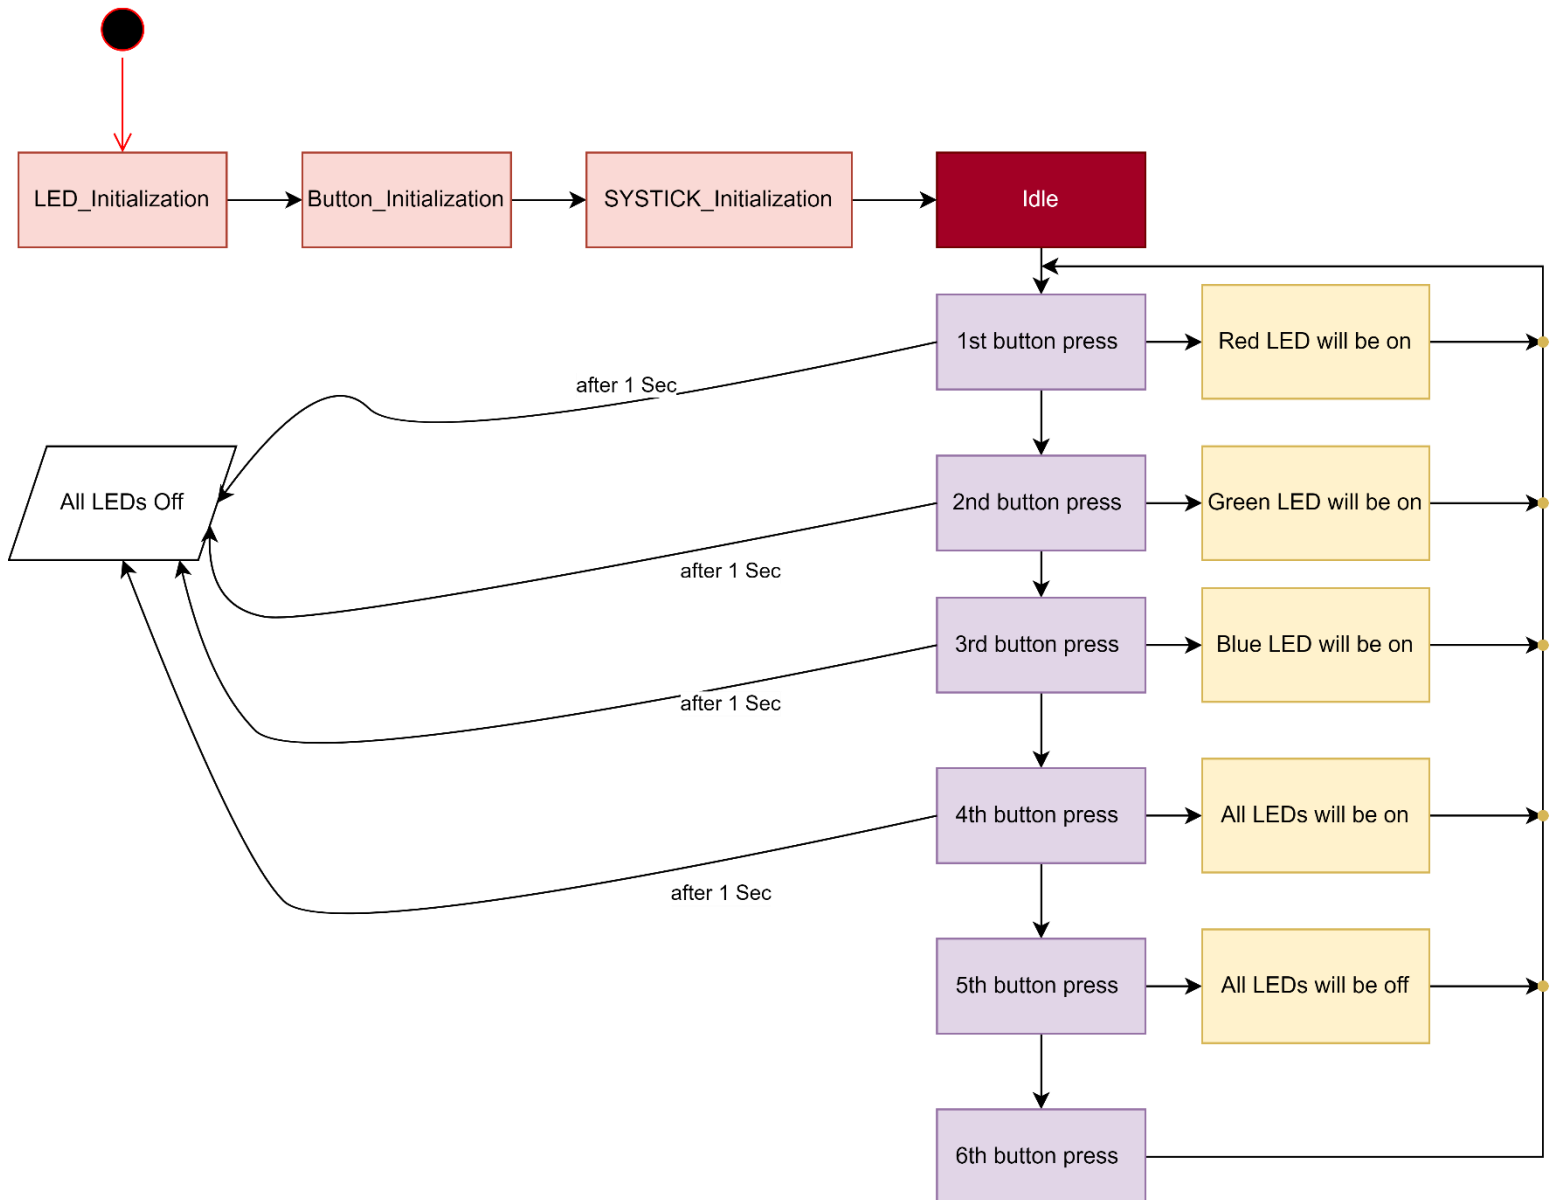 LED_Initialization
Button_Initialization
SYSTICK_Initialization
Idle
1st button press
Red LED will be on
after 1 Sec
All LEDs Off
2nd button press
Green LED will be on
after 1 Sec
3rd button press
Blue LED will be on
after 1 Sec
4th button press
All LEDs will be on
after 1 Sec
5th button press
All LEDs will be off
6th button press